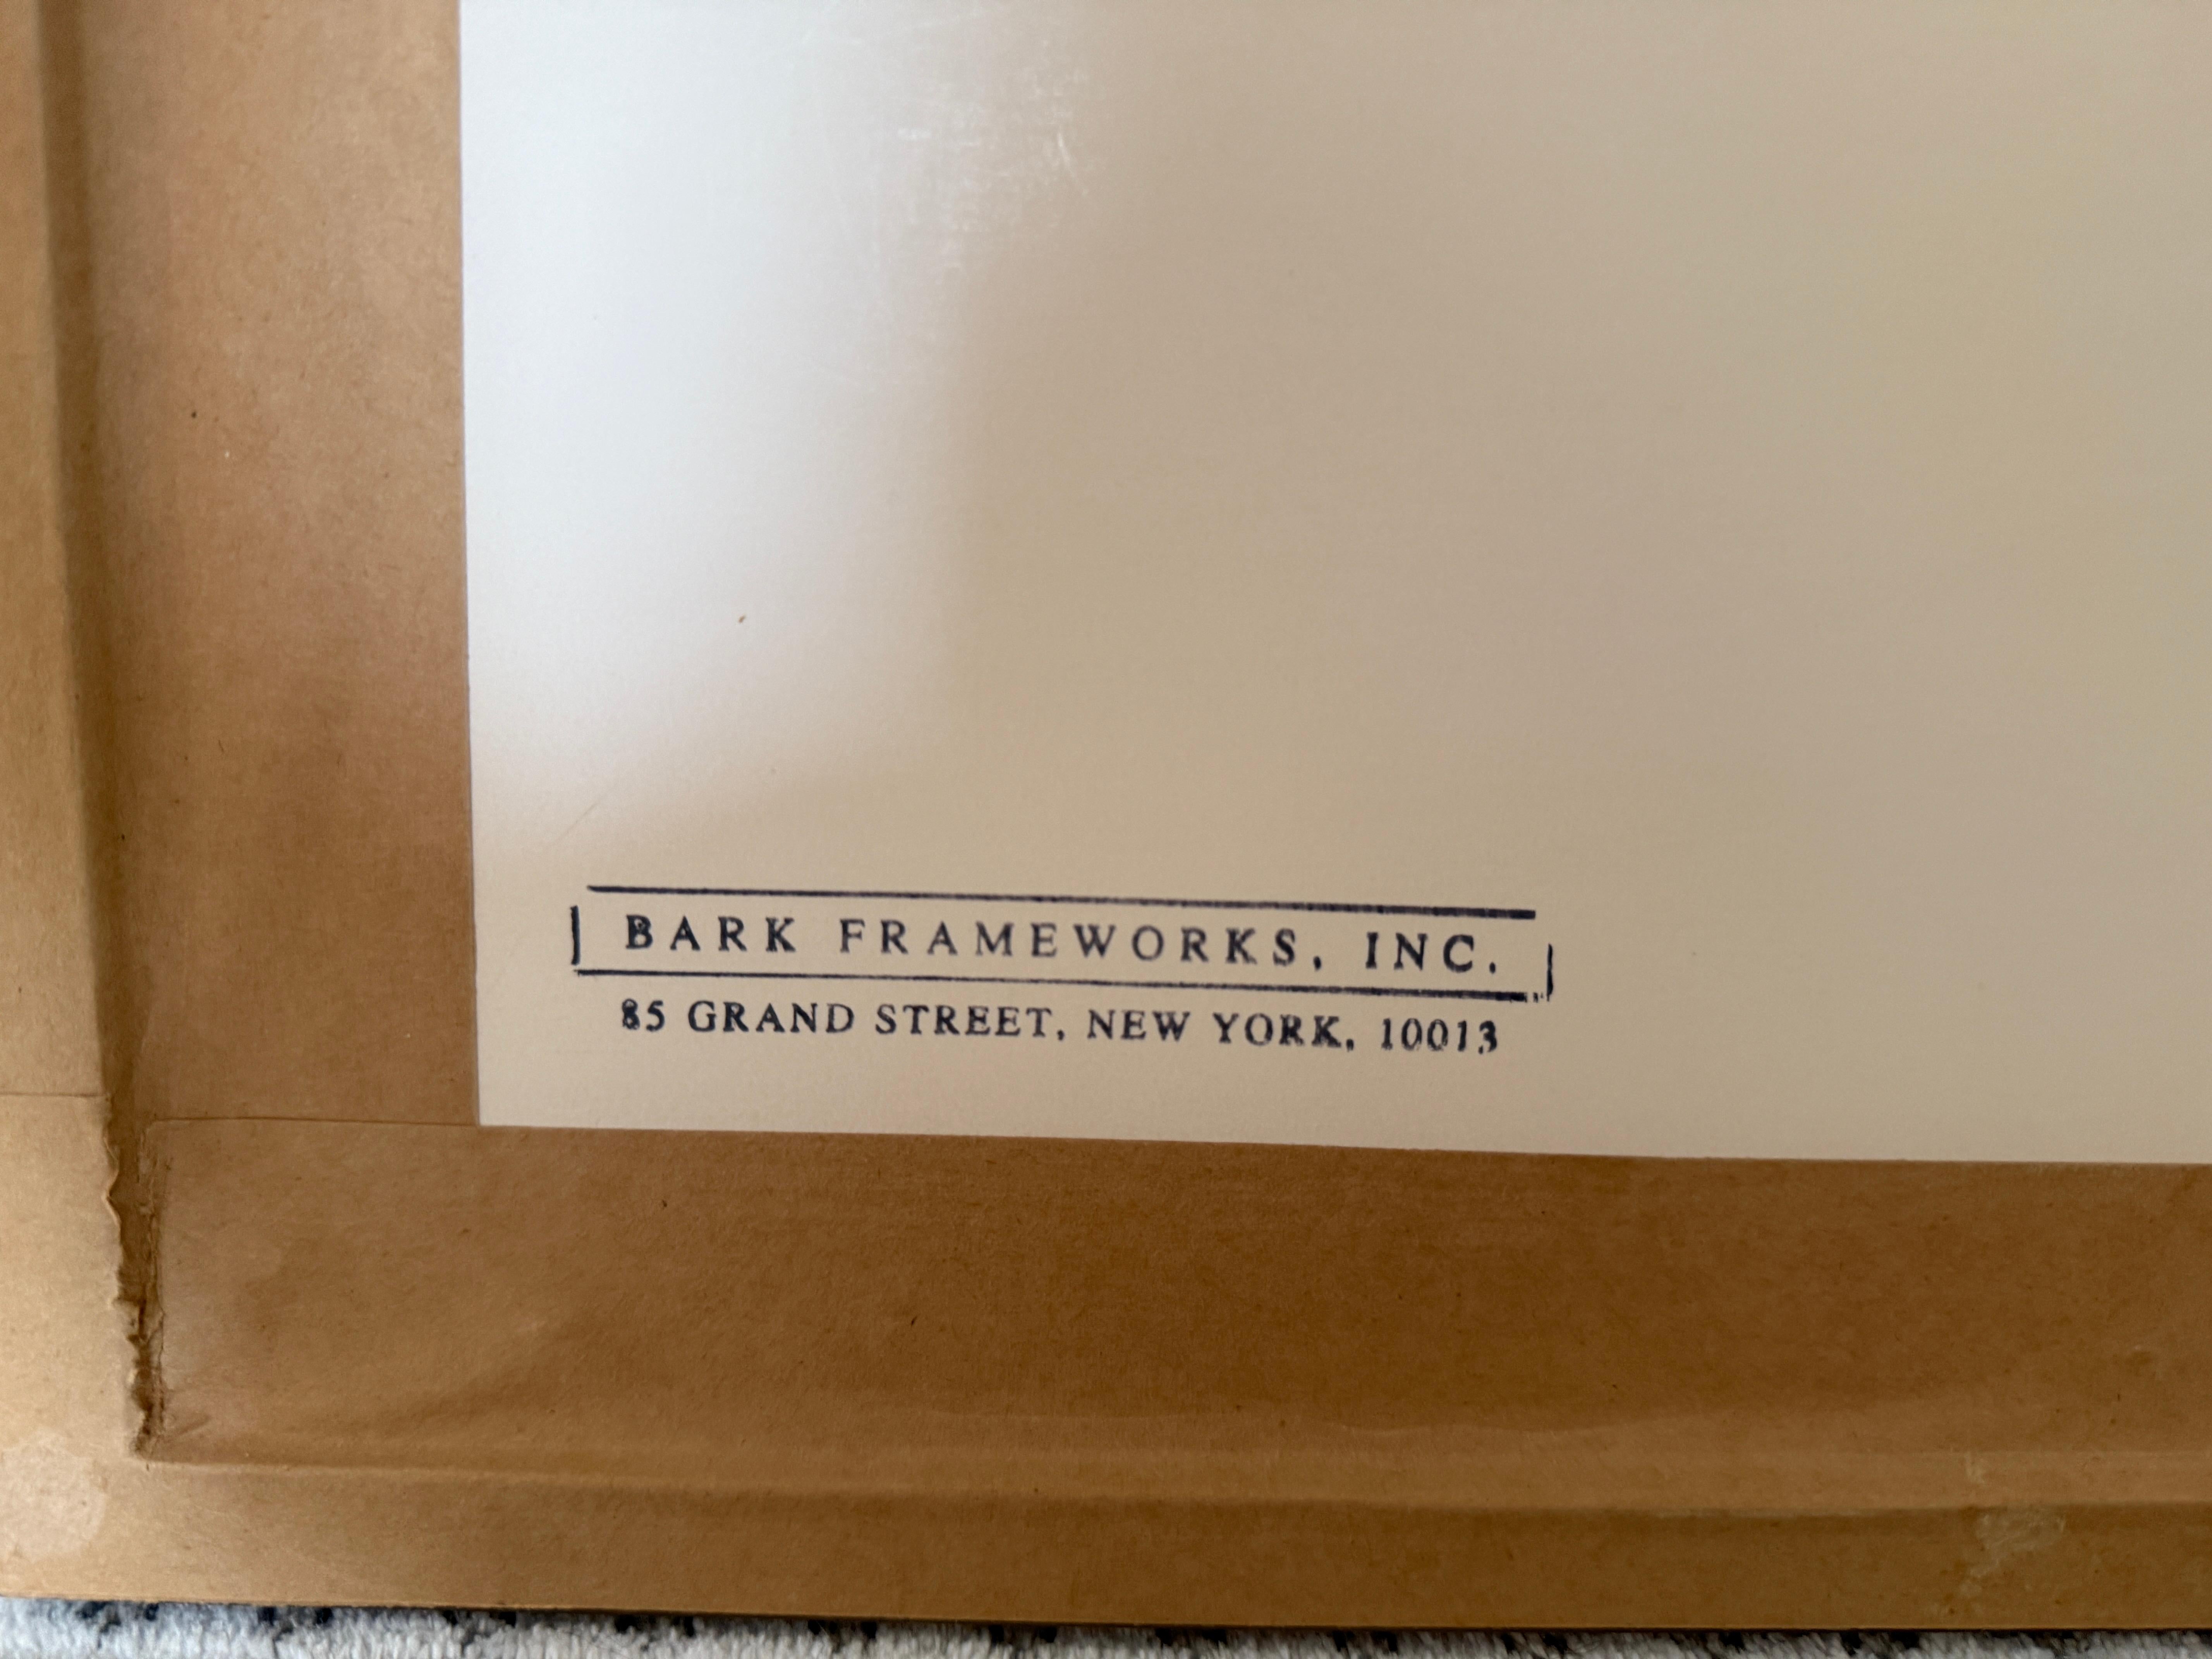 BARK FRAMEWORKS, INC.
85 GRAND STREET, NEW YORK, 10013